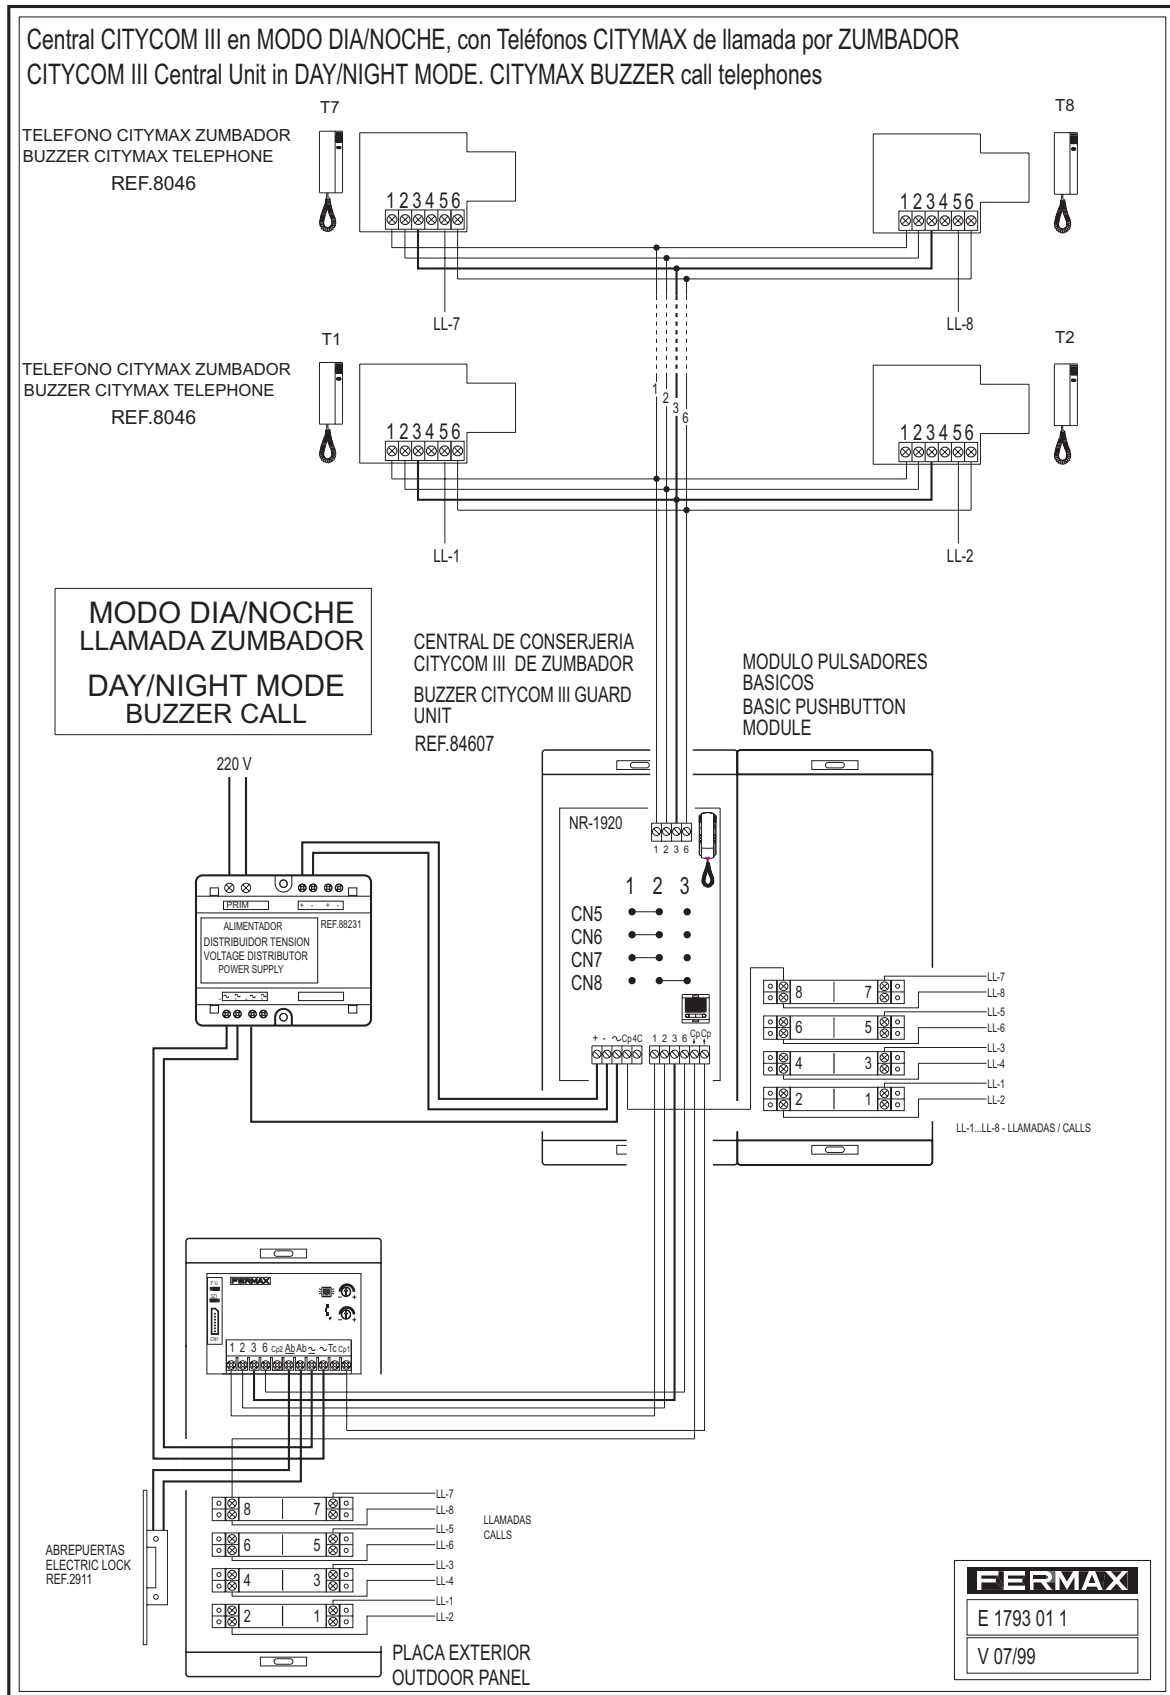 Central CITYCOM III en MODO DIA/NOCHE, con Teléfonos CITYMAX de llamada por ZUMBADOR
CITYCOM III Central Unit in DAY/NIGHT MODE. CITYMAX BUZZER call telephones
T7
T8
TELEFONO CITYMAX ZUMBADOR
BUZZER CITYMAX TELEPHONE
REF.8046
1 2 3 4 5 6
1 2 3 4 5 6
LL-7
LL-8
T1
T2
TELEFONO CITYMAX ZUMBADOR
BUZZER CITYMAX TELEPHONE
REF.8046
1
2
3
6
1 2 3 4 5 6
1 2 3 4 5 6
LL-1
LL-2
MODO DIA/NOCHE
LLAMADA ZUMBADOR
DAY/NIGHT MODE
BUZZER CALL
CENTRAL DE CONSERJERIA
CITYCOM III DE ZUMBADOR
BUZZER CITYCOM III GUARD
UNIT
REF.84607
MODULO PULSADORES
BASICOS
BASIC PUSHBUTTON
MODULE
220 V
NR-1920
1 2 3 6
1 2 3
CN5
CN6
CN7
CN8
PRIM
+ - + -
ALIMENTADOR
REF.88231
DISTRIBUIDOR TENSION
VOLTAGE DISTRIBUTOR
POWER SUPPLY
~ ~ ~ ~
+ - ~ Cp4C 1 2 3 6 Cp Cp
8 7
LL-7
LL-8
6 5
LL-5
LL-6
4 3
LL-3
LL-4
2 1
LL-1
LL-2
LL-1...LL-8 - LLAMADAS / CALLS
FERMAX
CN1
1 2 3 6 Cp2 Ab Ab ~ ~ Tc Cp1
8 7
LL-7
LL-8
6 5
LL-5
LL-6
4 3
LL-3
LL-4
2 1
LL-1
LL-2
LLAMADAS
CALLS
ABREPUERTAS
ELECTRIC LOCK
REF.2911
PLACA EXTERIOR
OUTDOOR PANEL
FERMAX
E 1793 01 1
V 07/99